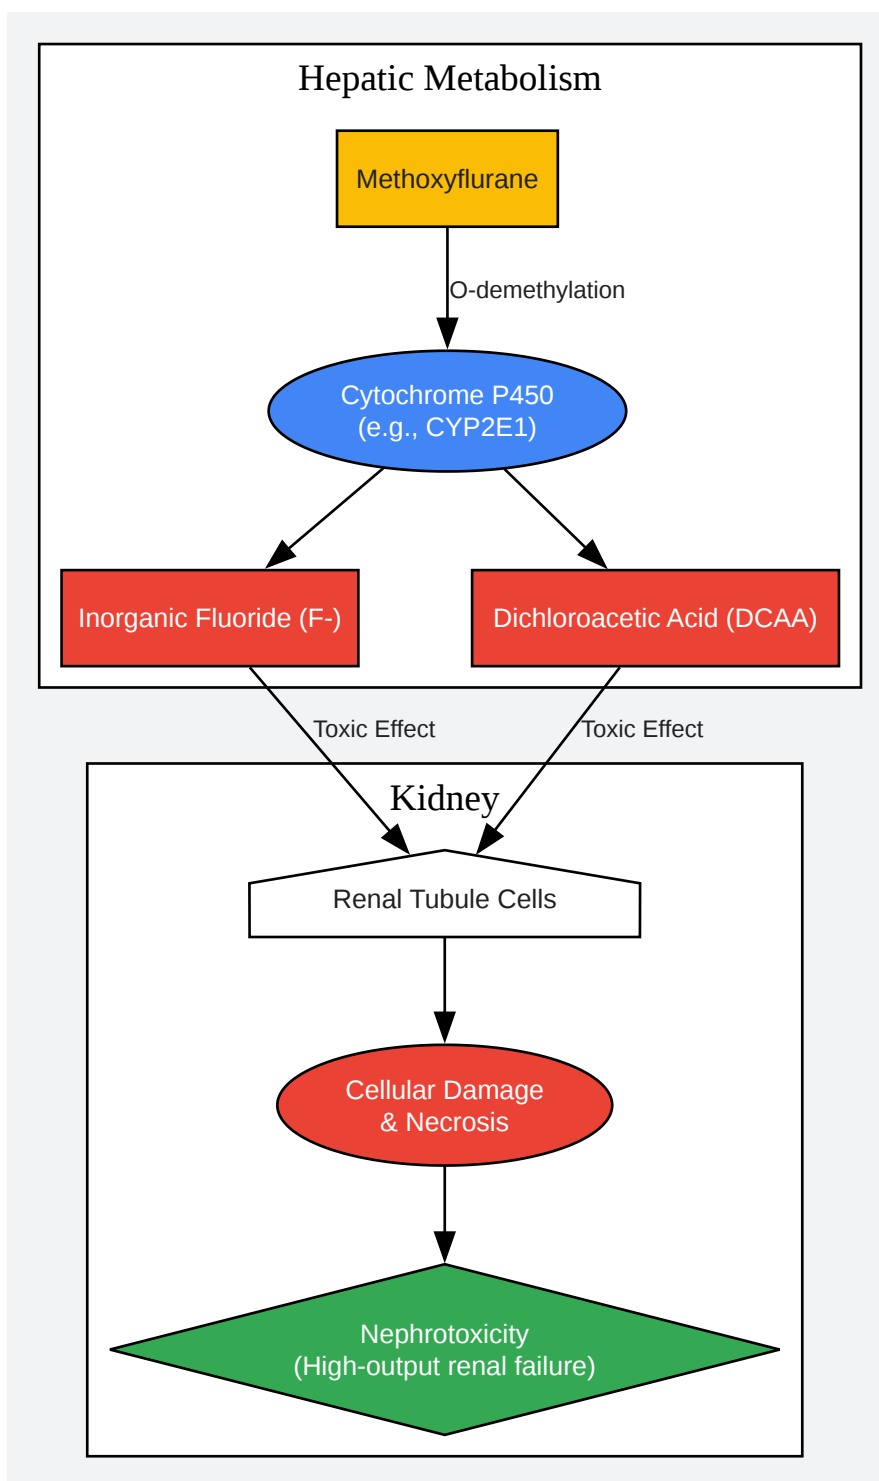 Hepatic Metabolism
Methoxyflurane
O-demethylation
Cytochrome P450
(e.g., CYP2E1)
Inorganic Fluoride (F-)
Dichloroacetic Acid (DCAA)
Toxic Effect
Toxic Effect
Kidney
Renal Tubule Cells
Cellular Damage
& Necrosis
Nephrotoxicity
(High-output renal failure)